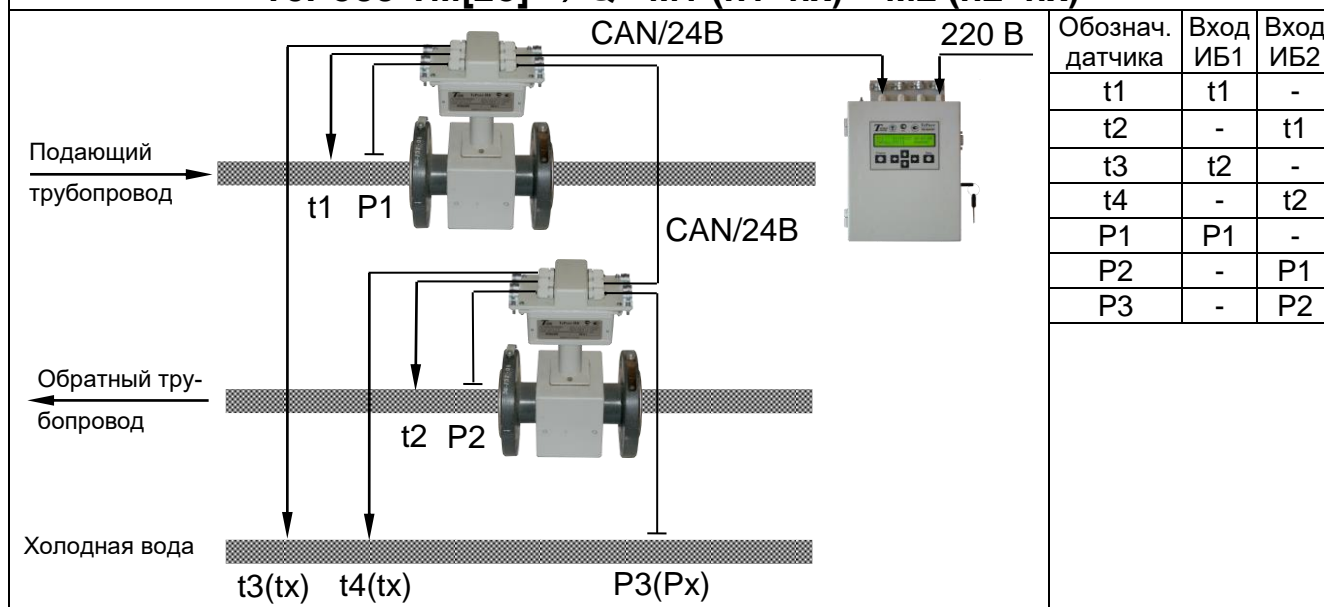 CAN/24В
220 В
Подающий
трубопровод
t1 P1
CAN/24В
Обратный тру-
бопровод
t2 P2
Холодная вода
t3(tx) t4(tx) P3(Px)
Обознач. датчика | Вход ИБ1 | Вход ИБ2
t1 | t1 | -
t2 | - | t1
t3 | t2 | -
t4 | - | t2
P1 | P1 | -
P2 | - | P1
P3 | - | P2